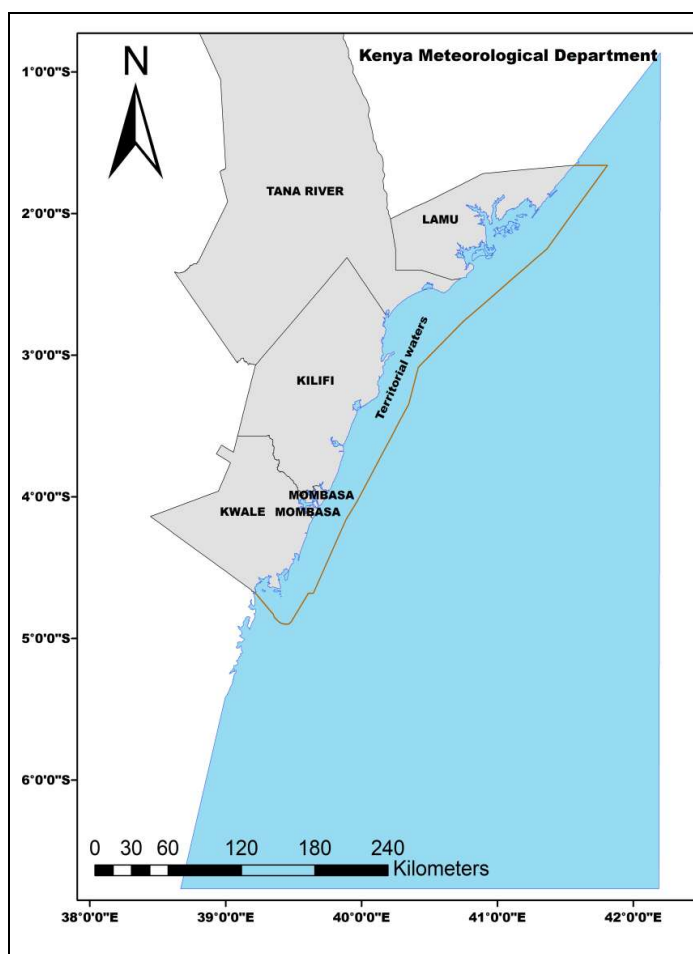 Kenya Meteorological Department
N
1°0'0"S
2°0'0"S
3°0'0"S
4°0'0"S
5°0'0"S
6°0'0"S
TANA RIVER
LAMU
Territorial waters
KILIFI
MOMBASA
KWALE MOMBASA
0 30 60 120 180 240
Kilometers
38°0'0"E 39°0'0"E 40°0'0"E 41°0'0"E 42°0'0"E